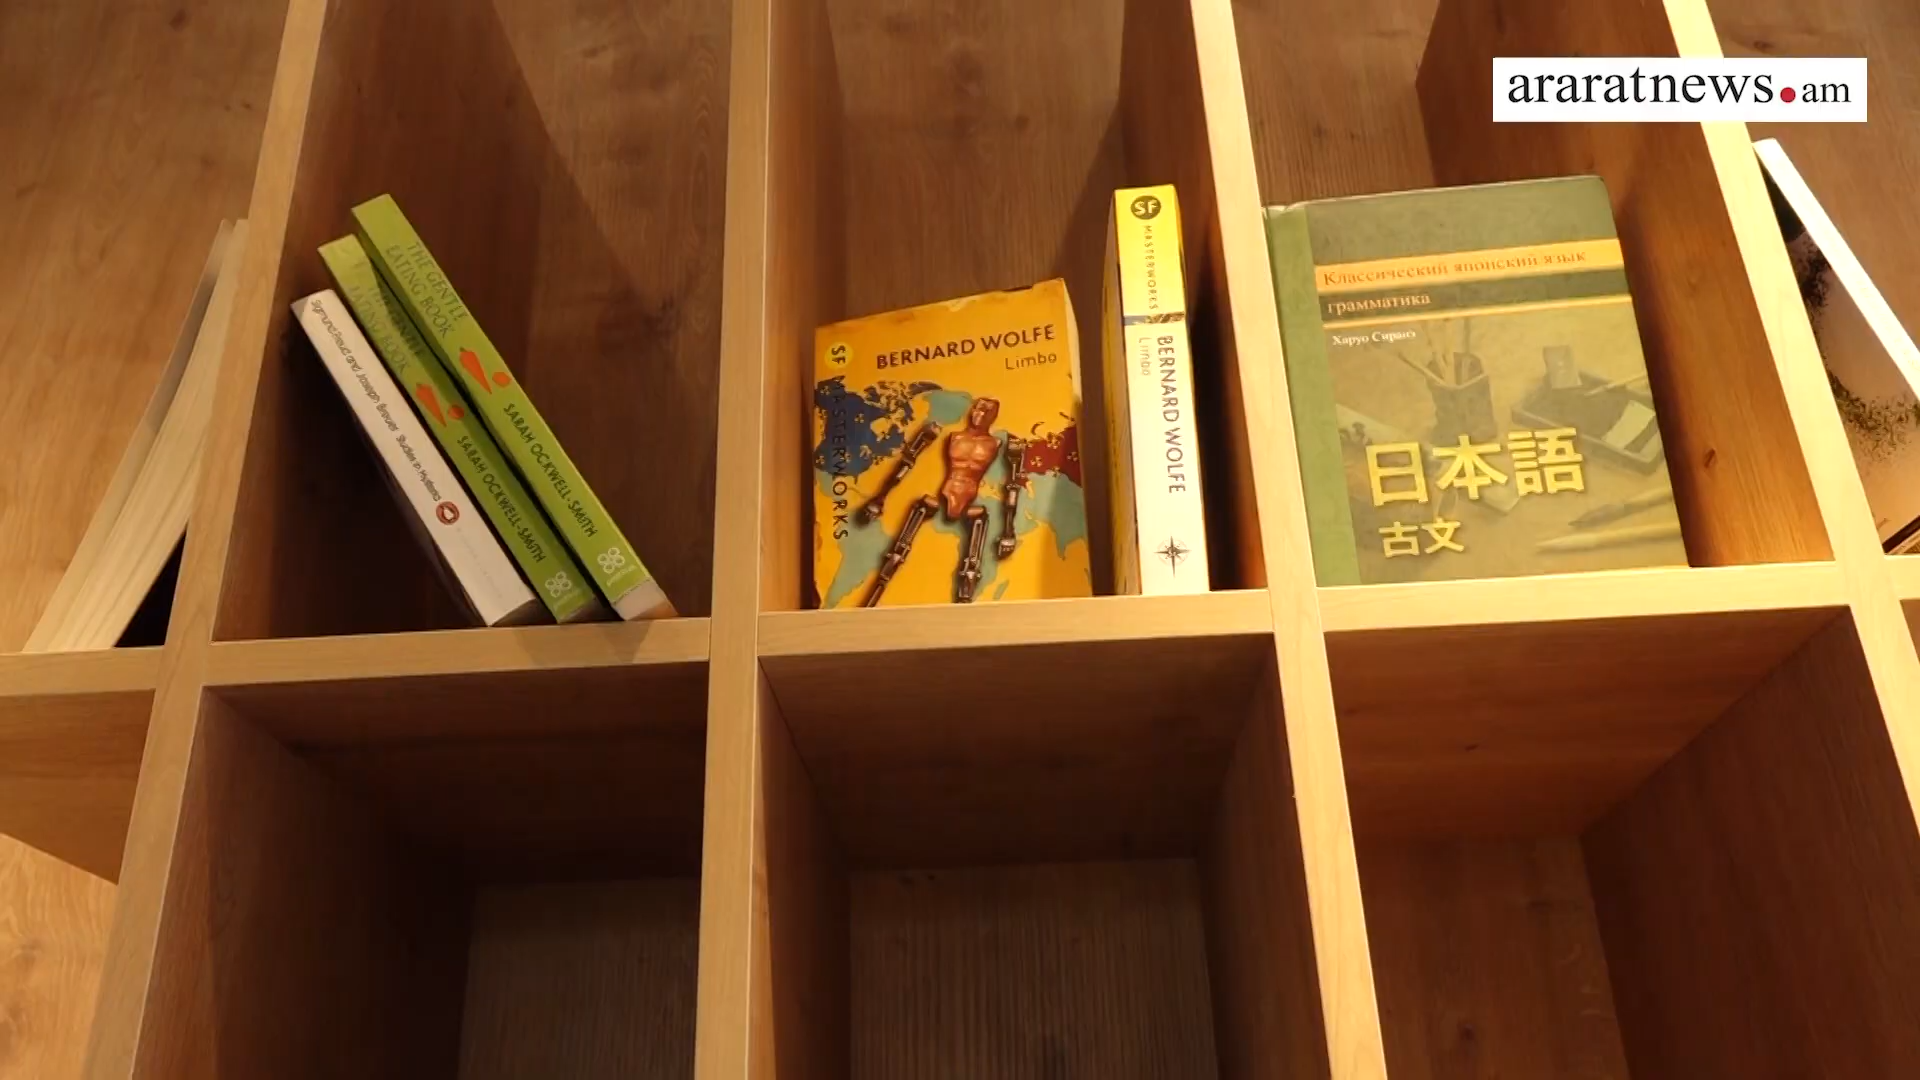 araratnews.am
THE GENTLE
EATING BOOK
SARAH OCKWELL-SMITH
THE GENTLE
EATING BOOK
SARAH OCKWELL-SMITH
Sigmund Freud and Joseph Breuer Studies in Hysteria
SF MASTERWORKS
BERNARD WOLFE
Limbo
SF MASTERWORKS
BERNARD WOLFE
Limbo
Классический японский язык
грамматика
Харуо Сиранэ
日本語
古文